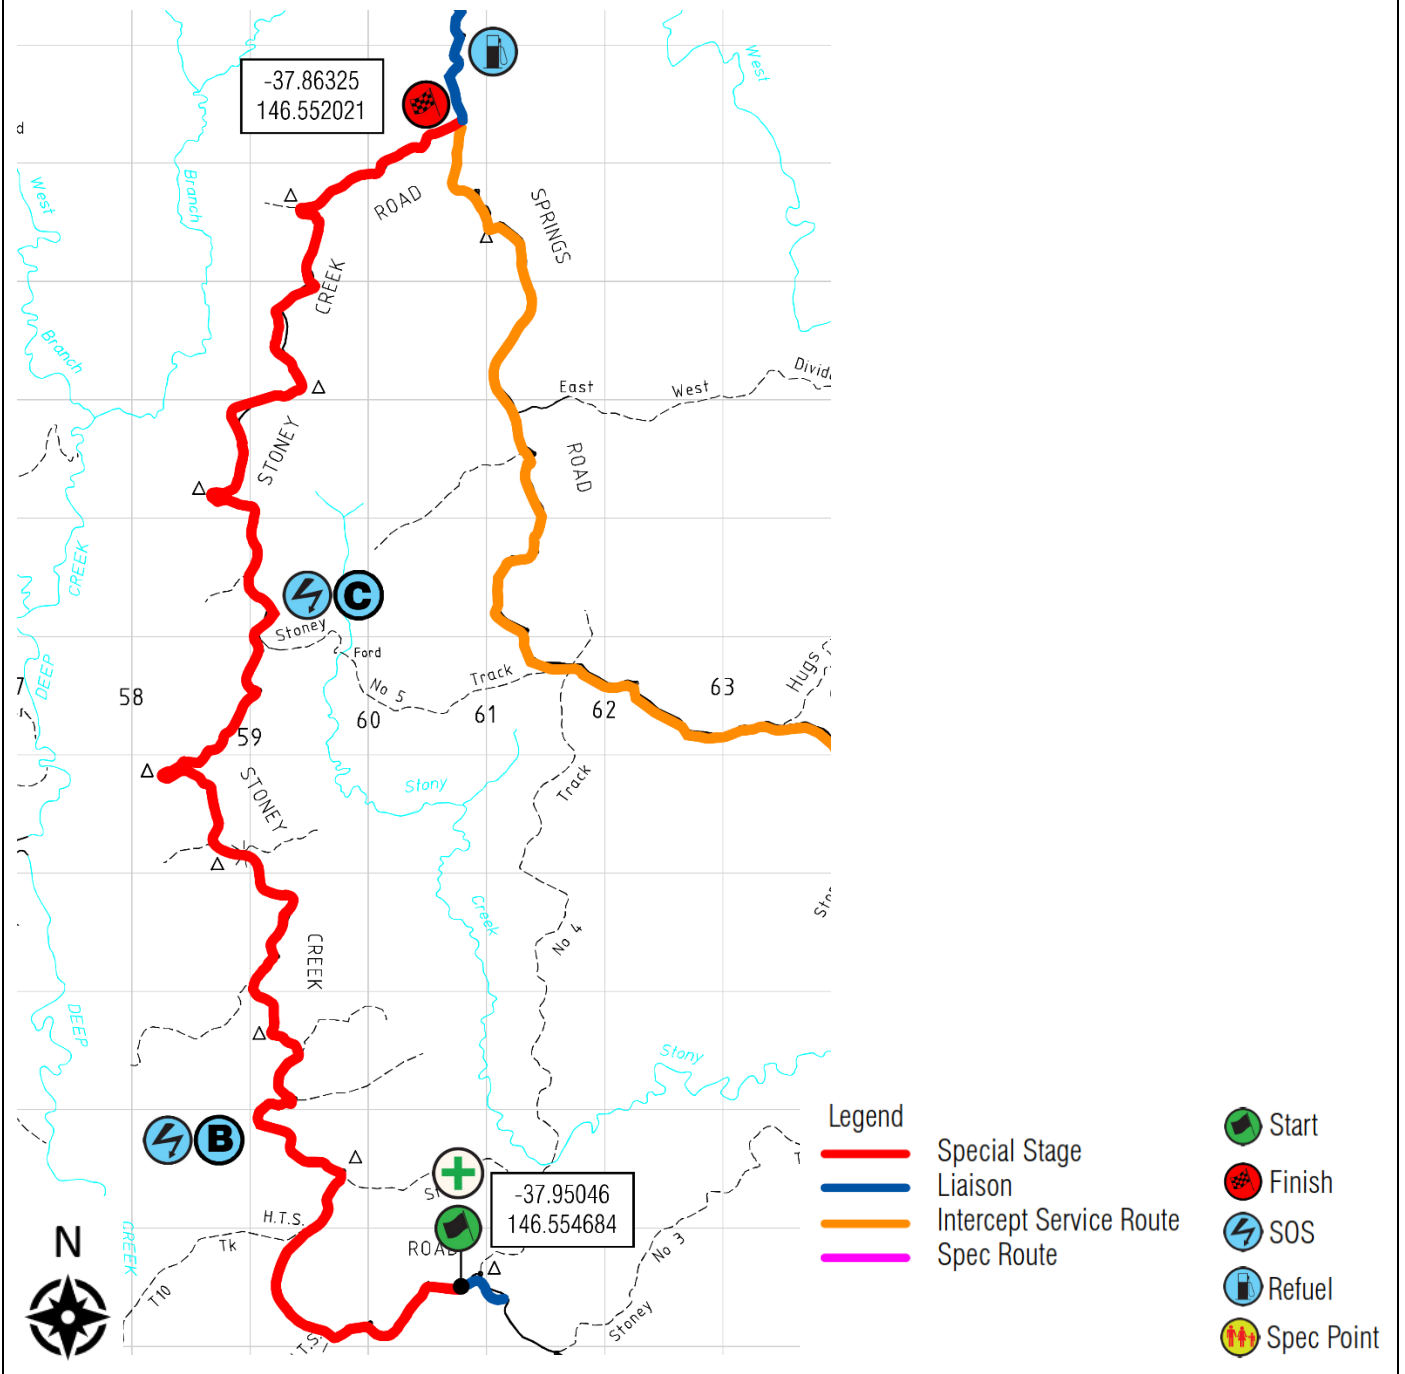 -37.86325
146.552021
d
West
Branch
West
ROAD
SPRINGS
CREEK
Branch
East
West
Divid
STONEY
ROAD
CREEK
C
Stoney
Ford
DEEP
No 5
Track
Hugs
58
59
60
61
62
63
STONEY
Stony
Track
Creek
No 4
CREEK
DEEP
Stony
B
H.T.S.
Tk
T10
CREEK
N
-37.95046
146.554684
ROAD
No 3
Stoney
T.S.
Legend
Special Stage
Liaison
Intercept Service Route
Spec Route
Start
Finish
SOS
Refuel
Spec Point